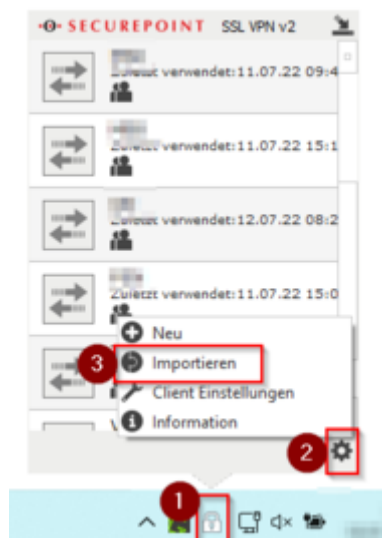 SECUREPOINT SSL VPN v2
Zuletzt verwendet:11.07.22 09:4
verwendet:11.07.22 15:1
verwendet:12.07.22 08:2
Zuletzt verwendet:11.07.22 15:0
Neu
3 Importieren
Client Einstellungen
Information
2
1